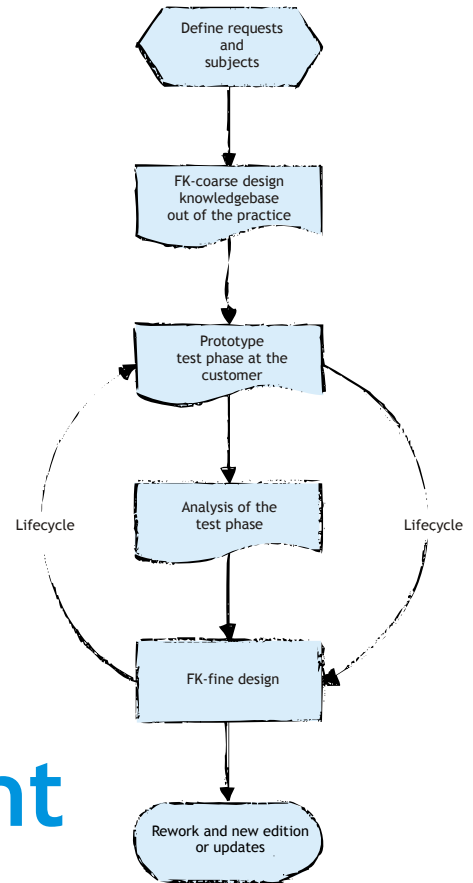 Define requests
and
subjects
FK-coarse design
knowledgebase
out of the practice
Prototype
test phase at the
customer
Analysis of the
test phase
Lifecycle
Lifecycle
FK-fine design
nt
Rework and new edition
or updates